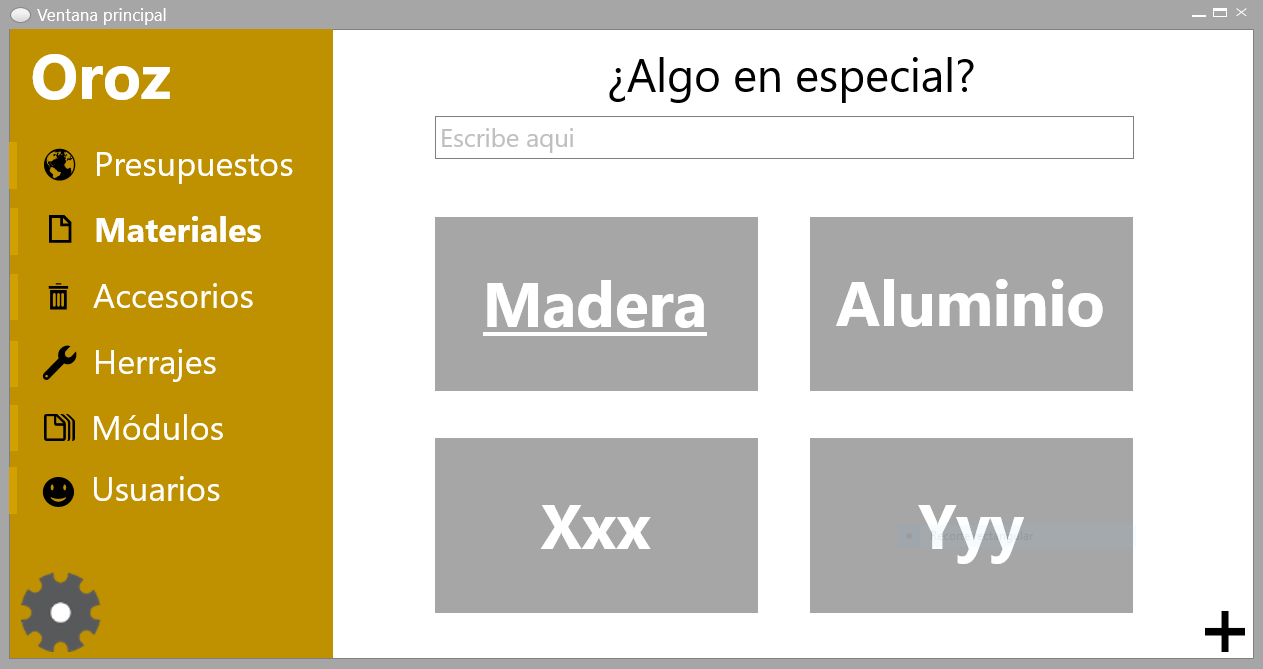 Ventana principal
Oroz
Presupuestos
Materiales
Accesorios
Herrajes
Módulos
Usuarios
¿Algo en especial?
Escribe aqui
Madera
Aluminio
Xxx
Yyy